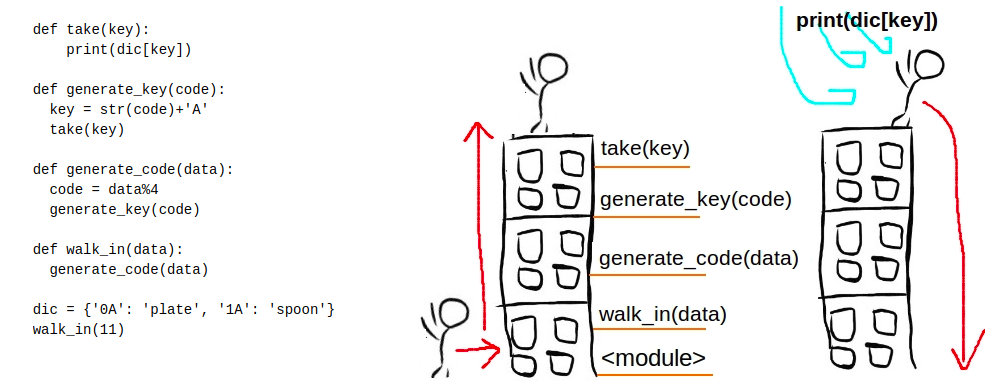 def take(key):
    print(dic[key])
def generate_key(code):
  key = str(code)+'A'
  take(key)
def generate_code(data):
  code = data%4
  generate_key(code)
def walk_in(data):
  generate_code(data)
dic = {'0A': 'plate', '1A': 'spoon'}
walk_in(11)
take(key)
generate_key(code)
generate_code(data)
walk_in(data)
<module>
print(dic[key])